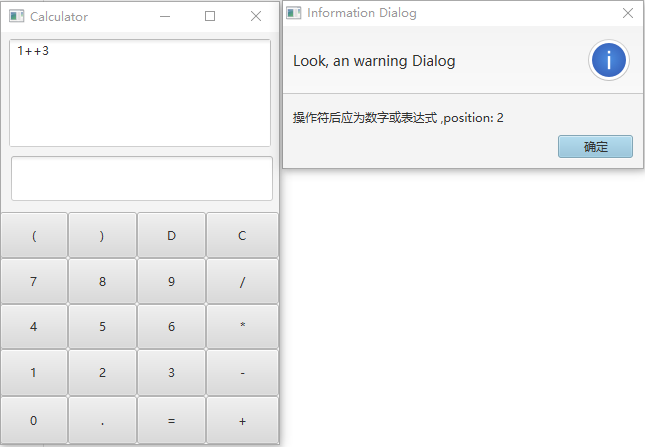 Calculator
1++3
( ) D C
7 8 9 /
4 5 6 *
1 2 3 -
0 . = +
Information Dialog
Look, an warning Dialog
操作符后应为数字或表达式 ,position: 2
确定